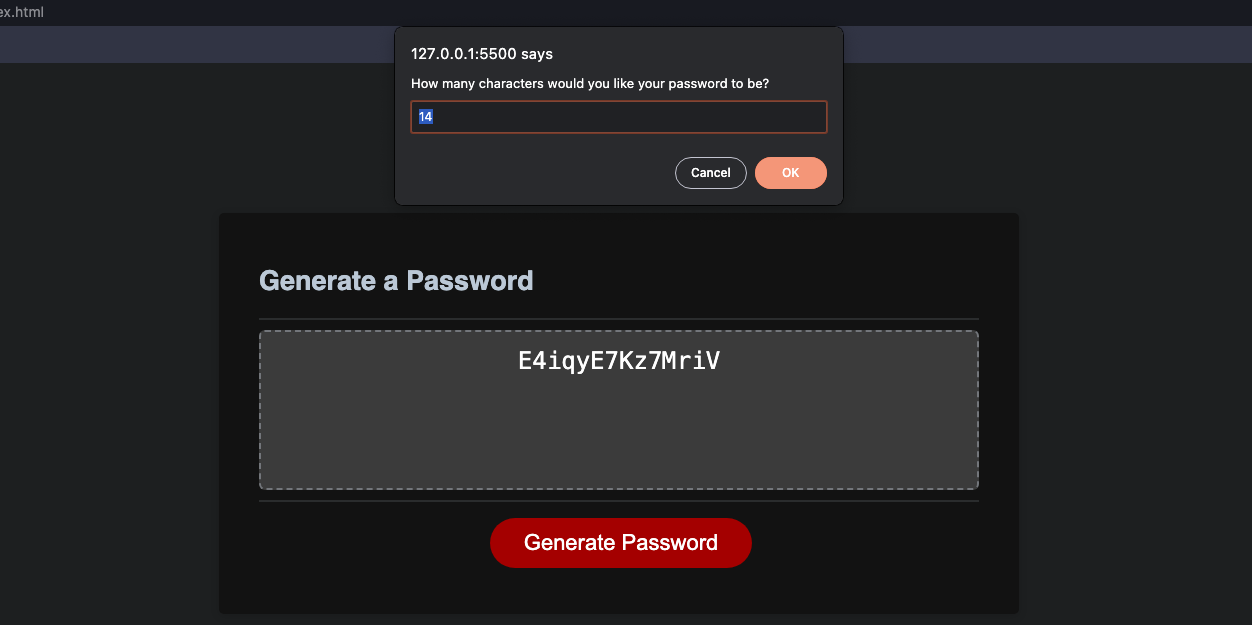 ex.html
127.0.0.1:5500 says
How many characters would you like your password to be?
14
Cancel
OK
Generate a Password
E4iqyE7Kz7MriV
Generate Password